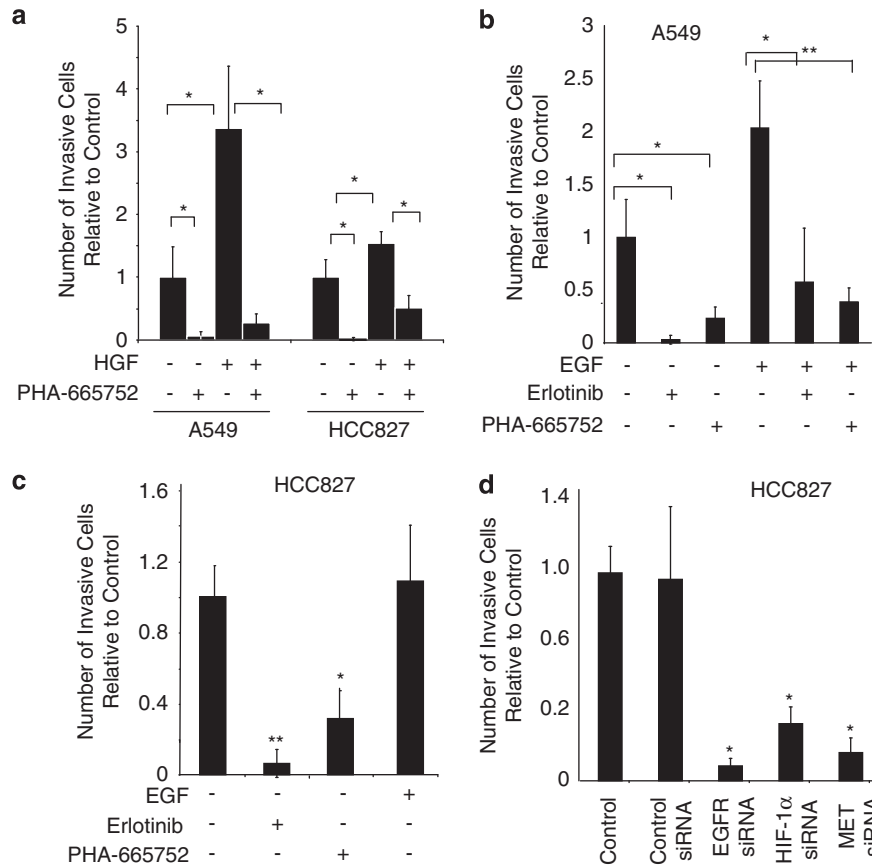 a
Number of Invasive Cells
Relative to Control
5
4
3
2
1
0
* * * * * *
HGF - - + + - - + +
PHA-665752 - + - + - + - +
A549 HCC827
b
A549
Number of Invasive Cells
Relative to Control
3
2.5
2
1.5
1
0.5
0
* * * **
EGF - - - + + +
Erlotinib - + - - + -
PHA-665752 - - + - - +
c
HCC827
Number of Invasive Cells
Relative to Control
1.6
1.2
0.8
0.4
0
** *
EGF - - - +
Erlotinib - + - -
PHA-665752 - - + -
d
HCC827
Number of Invasive Cells
Relative to Control
1.4
1.0
0.6
0.2
0
* * *
Control
Control
siRNA
EGFR
siRNA
HIF-1α
siRNA
MET
siRNA